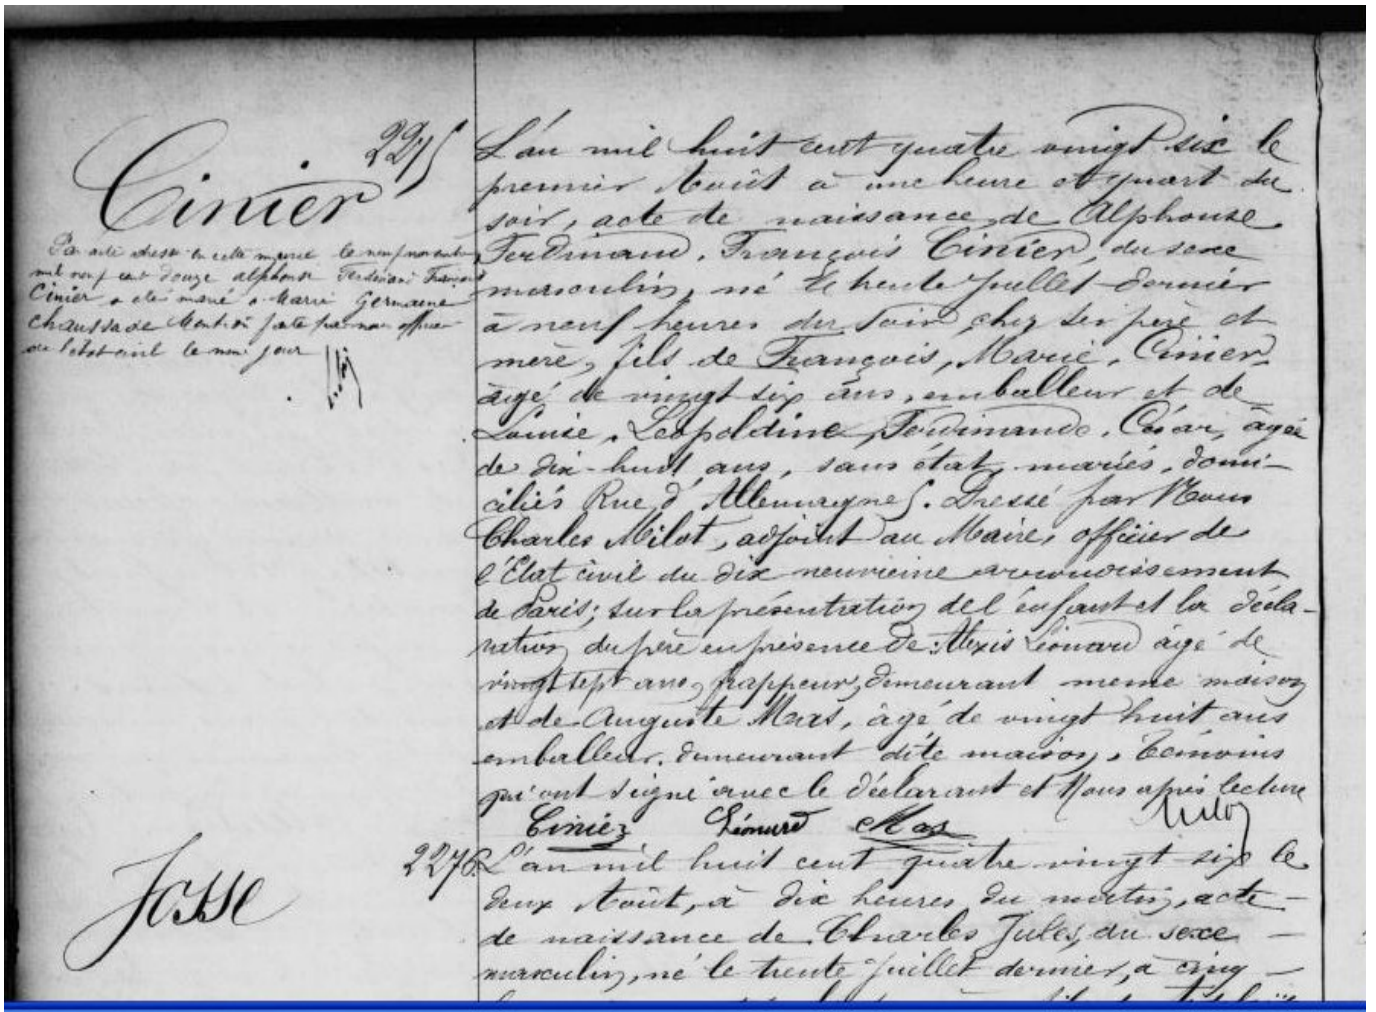 2275
Cinier
Par acte dressé en cette mairie le neuf novembre
mil neuf cent douze Alphonse Ferdinand François
Cinier a été marié à Marie Germaine
Chaussade Mention faite par nous officier
de l'état civil le même jour
L'an mil huit cent quatre vingt six le
premier Août à une heure et quart du
soir, acte de naissance de Alphonse
Ferdinand, François Cinier, du sexe
masculin, né le trente Juillet dernier
à neuf heures du soir, chez ses père et
mère, fils de François, Marie, Cinier,
âgé de vingt six ans, emballeur et de
Louise, Léopoldine, Ferdinande, César, âgée
de dix-huit ans, sans état, mariés, domi-
ciliés Rue d'Allemagne 5. Dressé par Nous
Charles Milot, adjoint au Maire, officier de
l'Etat civil du dix neuvième arrondissement
de Paris; sur la présentation de l'enfant et la décla-
ration du père en présence de: Alexis Léonard âgé de
vingt sept ans, frappeur, demeurant même maison
et de Auguste Mas, âgé de vingt huit ans
emballeur, demeurant dite maison, témoins
qui ont signé avec le déclarant et Nous après lecture
Cinier Léonard Mas Milot
Josse
2276
L'an mil huit cent quatre vingt six le
deux Août, à dix heures du matin, acte
de naissance de Charles Jules, du sexe
masculin, né le trente Juillet dernier, à cinq